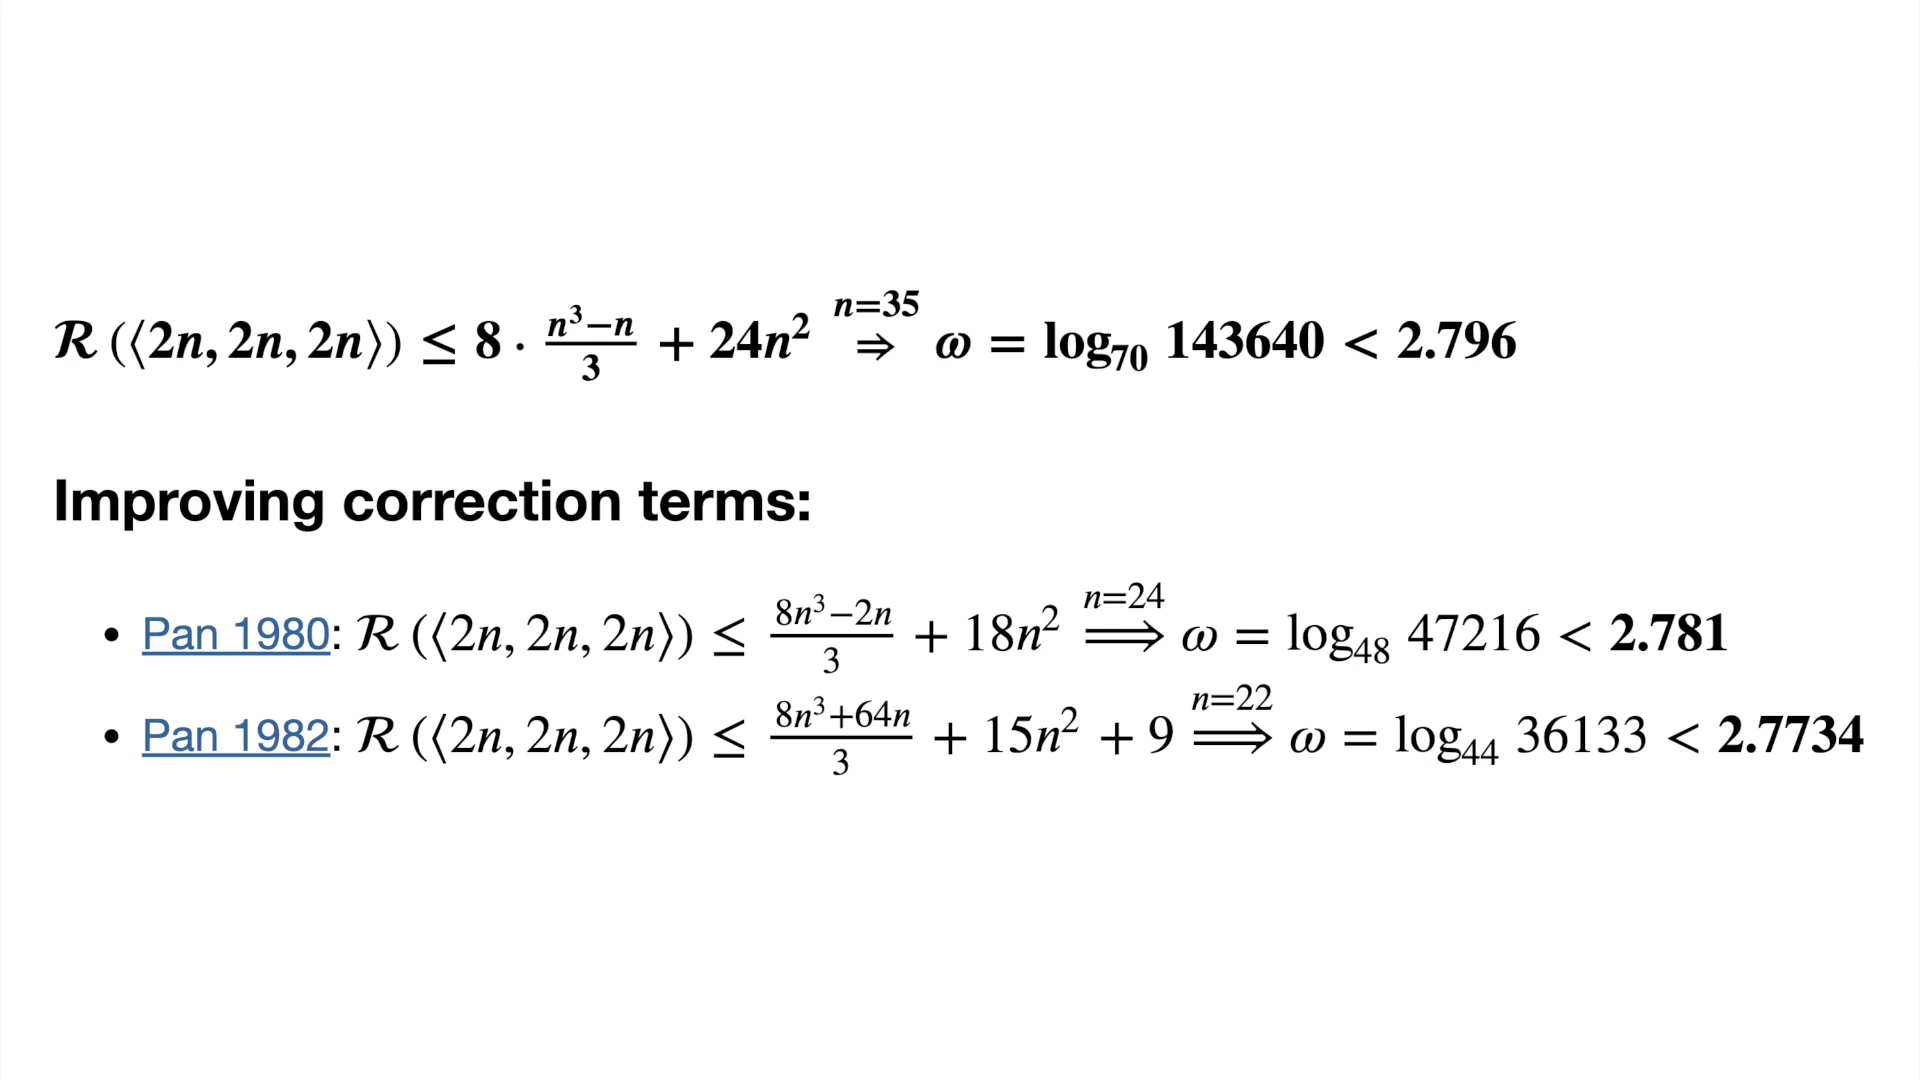 𝓡 (⟨2n, 2n, 2n⟩) ≤ 8 · (n³−n)/3 + 24n² ⇒ (n=35) ω = log₇₀ 143640 < 2.796
Improving correction terms:
• Pan 1980: 𝓡 (⟨2n, 2n, 2n⟩) ≤ (8n³−2n)/3 + 18n² ⟹ (n=24) ω = log₄₈ 47216 < 2.781
• Pan 1982: 𝓡 (⟨2n, 2n, 2n⟩) ≤ (8n³+64n)/3 + 15n² + 9 ⟹ (n=22) ω = log₄₄ 36133 < 2.7734